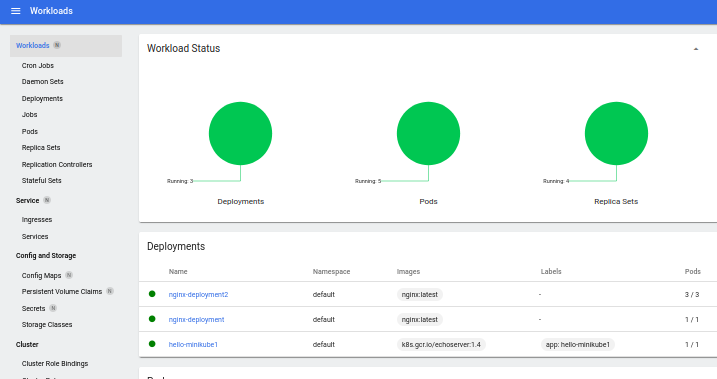 Workloads
Workloads N
Cron Jobs
Daemon Sets
Deployments
Jobs
Pods
Replica Sets
Replication Controllers
Stateful Sets
Service N
Ingresses
Services
Config and Storage
Config Maps N
Persistent Volume Claims N
Secrets N
Storage Classes
Cluster
Cluster Role Bindings
Workload Status
Running: 3
Running: 5
Running: 4
Deployments
Pods
Replica Sets
Deployments
Name Namespace Images Labels Pods
nginx-deployment2 default nginx:latest - 3 / 3
nginx-deployment default nginx:latest - 1 / 1
hello-minikube1 default k8s.gcr.io/echoserver:1.4 app: hello-minikube1 1 / 1